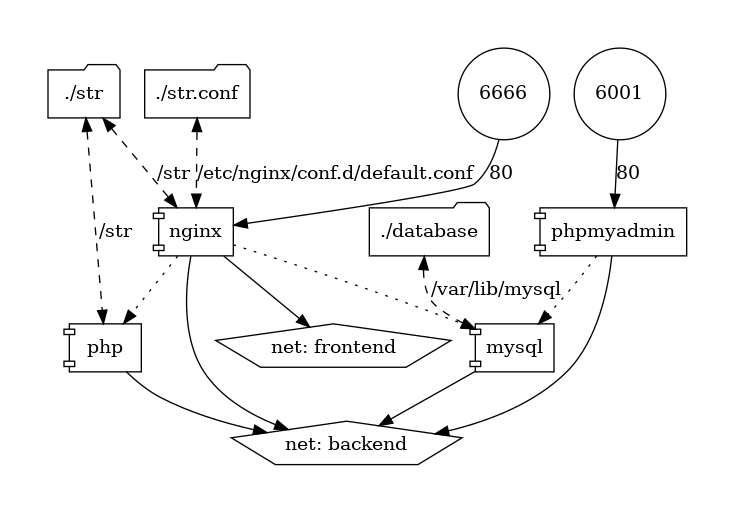 ./str
./str.conf
6666
6001
/str
/etc/nginx/conf.d/default.conf
80
80
/str
nginx
./database
phpmyadmin
/var/lib/mysql
php
net: frontend
mysql
net: backend